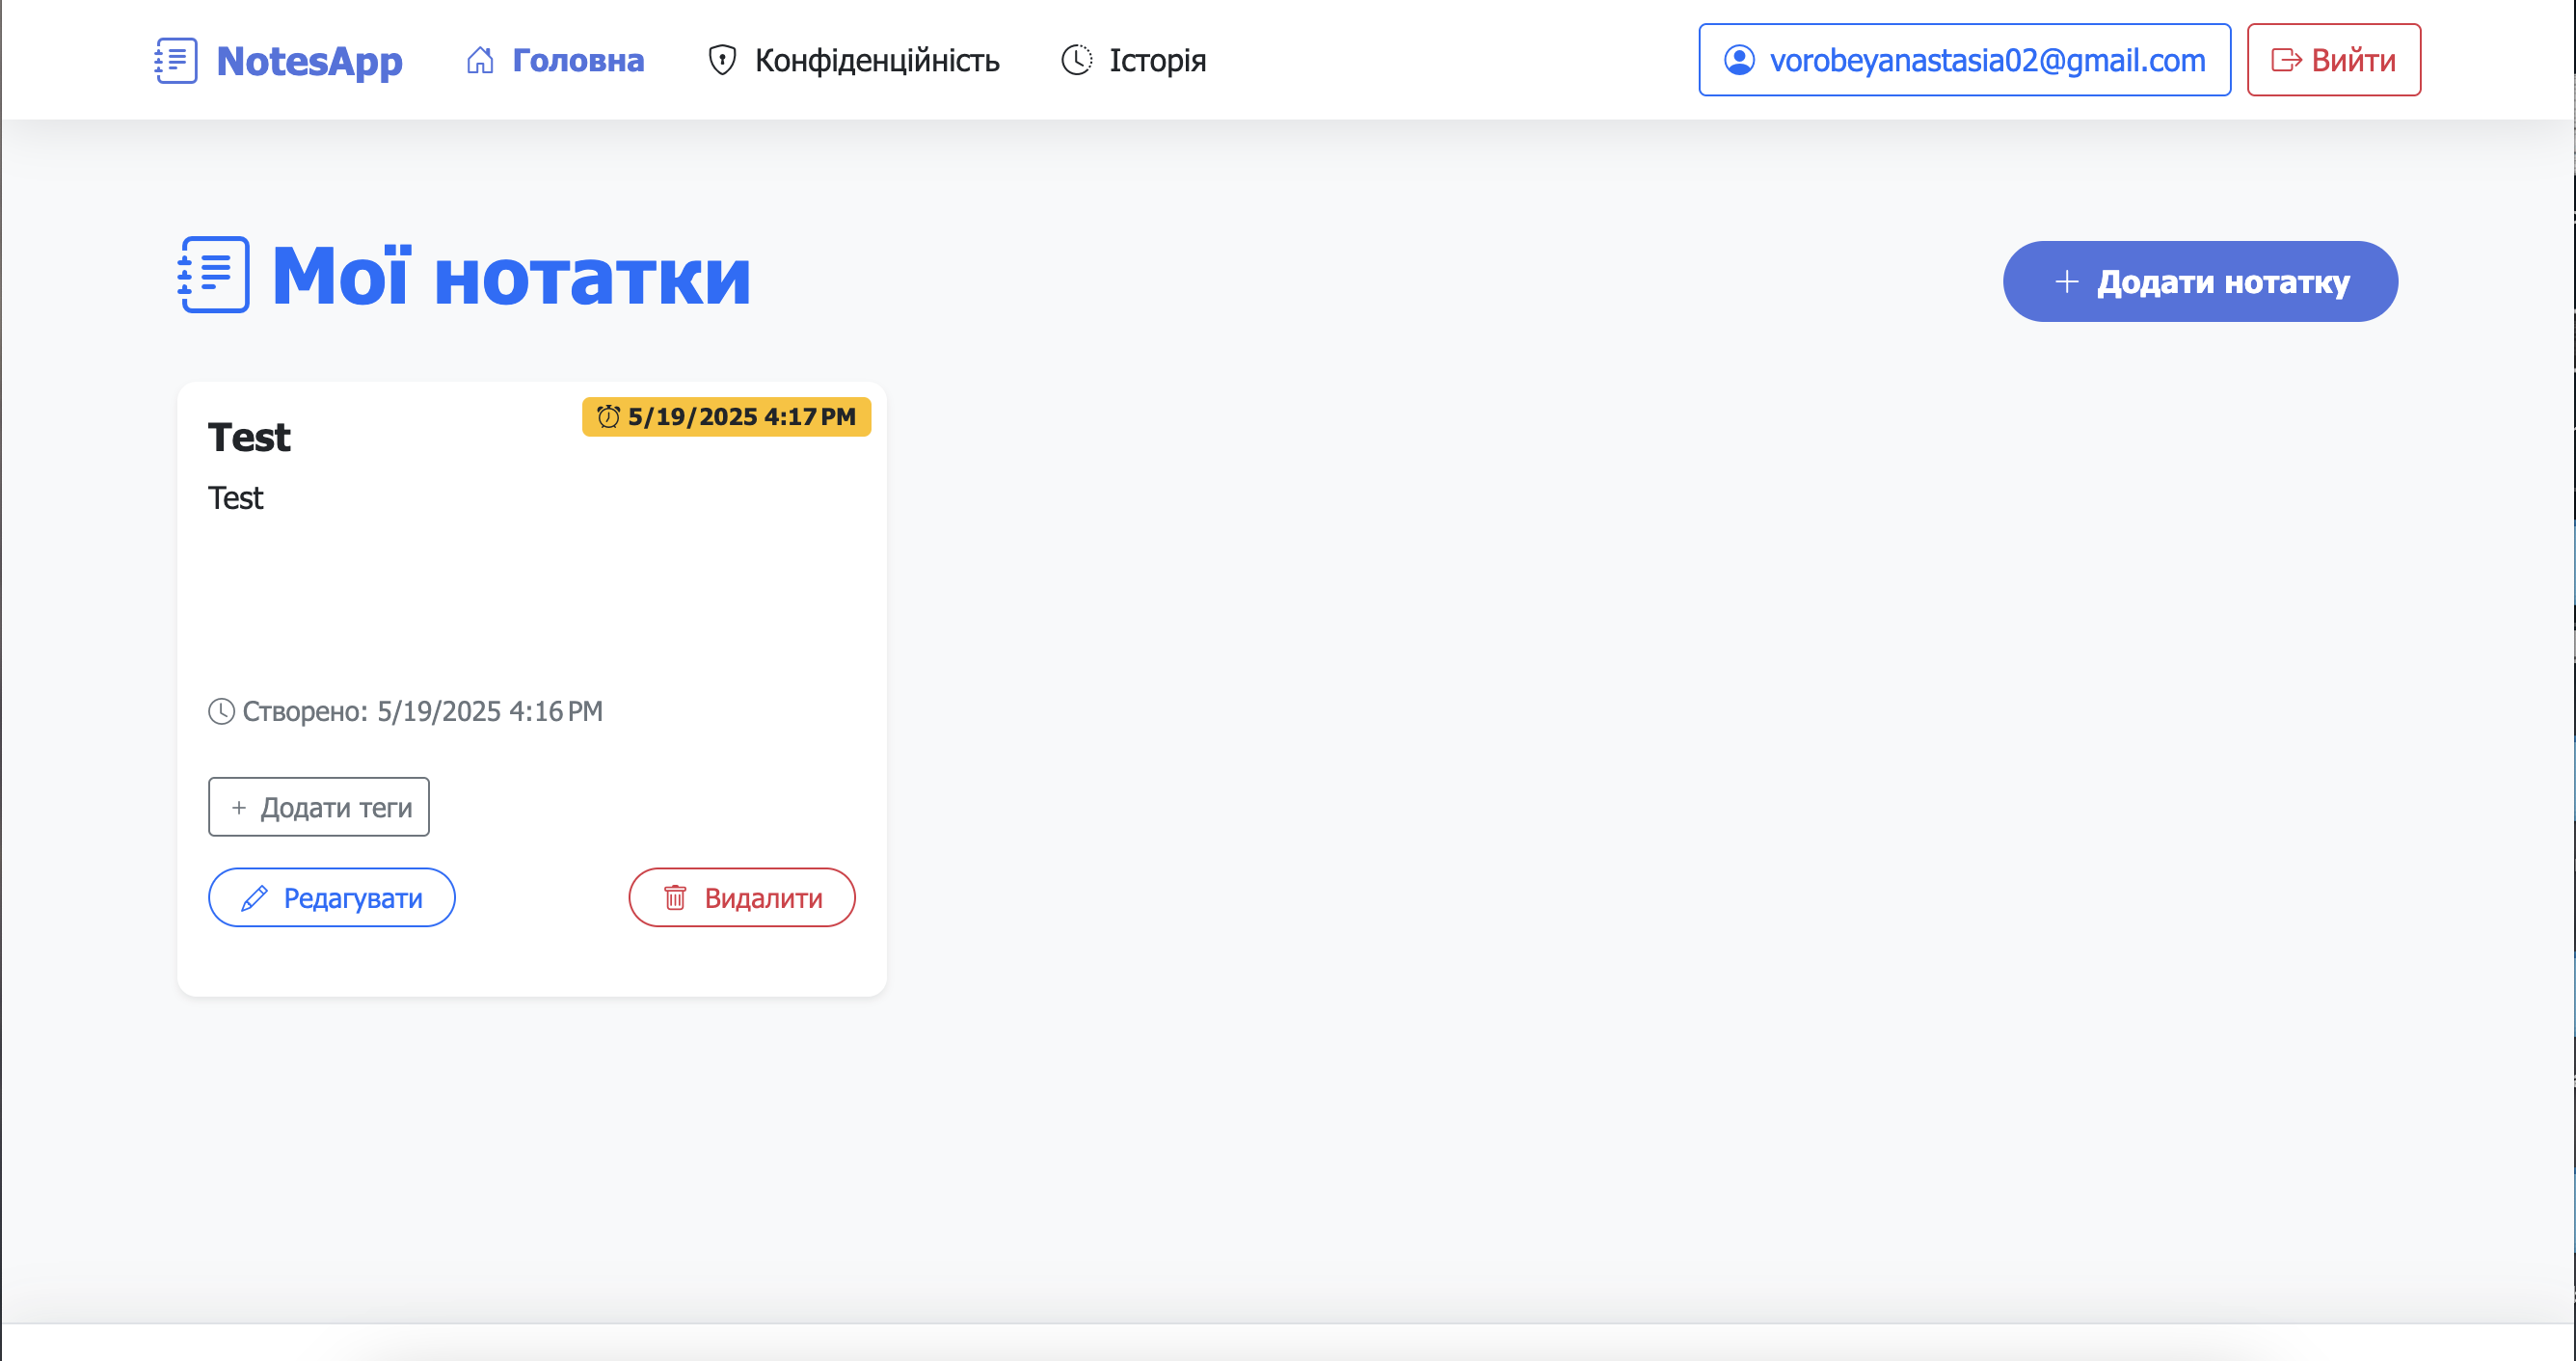 NotesApp Головна Конфіденційність Історія vorobeyanastasia02@gmail.com Вийти
Мої нотатки + Додати нотатку
5/19/2025 4:17 PM
Test
Test
Створено: 5/19/2025 4:16 PM
+ Додати теги
Редагувати Видалити